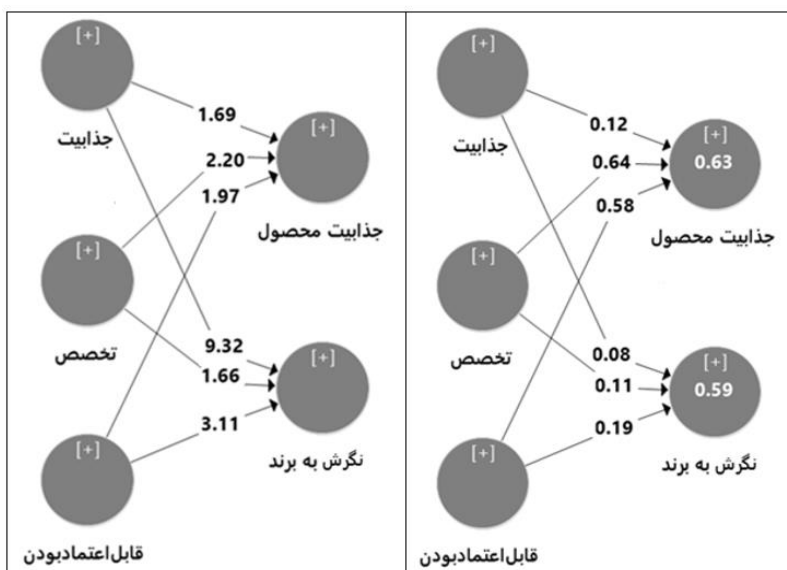 [+]
جذابیت
1.69
2.20
1.97
[+]
جذابیت محصول
[+]
تخصص
9.32
1.66
3.11
[+]
نگرش به برند
[+]
قابل‌اعتمادبودن
[+]
جذابیت
0.12
0.64
0.58
[+]
0.63
جذابیت محصول
[+]
تخصص
0.08
0.11
0.19
[+]
0.59
نگرش به برند
[+]
قابل‌اعتمادبودن